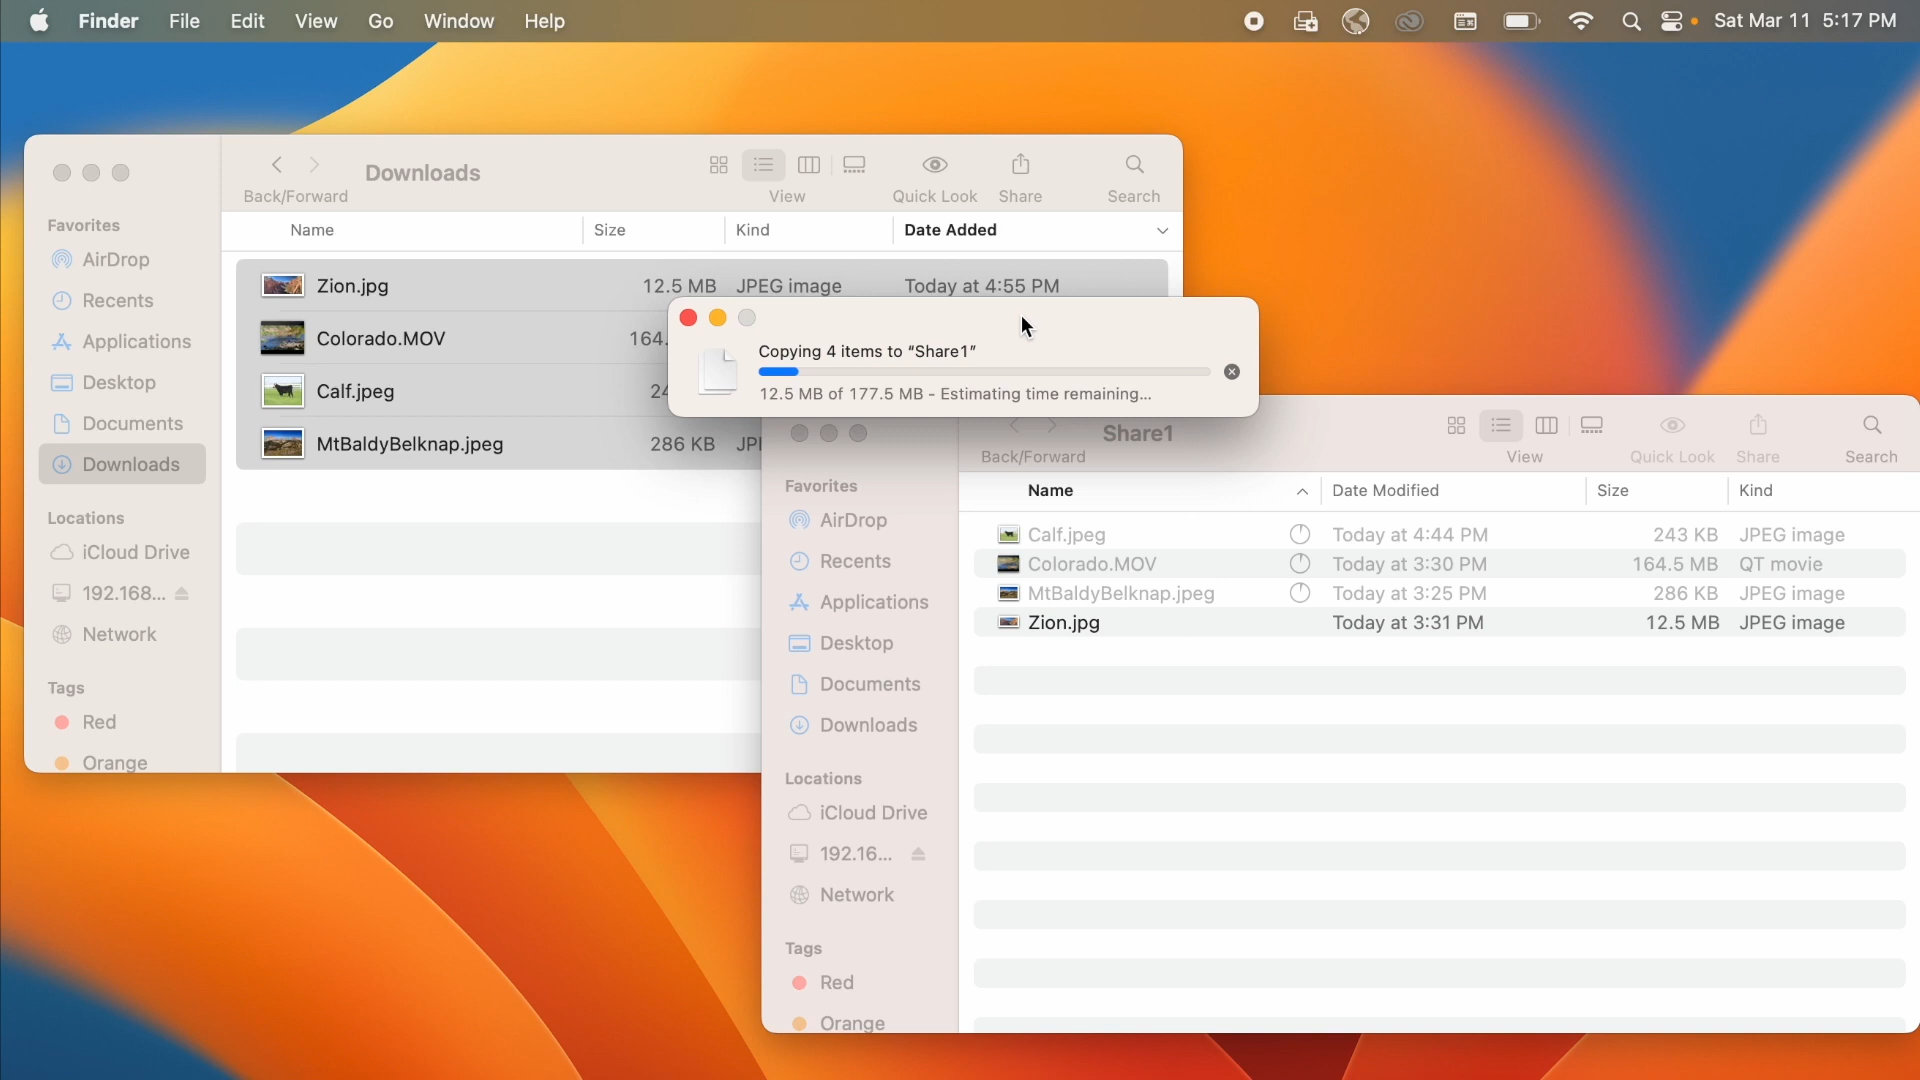 Finder File Edit View Go Window Help Sat Mar 11 5:17 PM
Downloads
Back/Forward View Quick Look Share Search
Favorites
AirDrop
Recents
Applications
Desktop
Documents
Downloads
Locations
iCloud Drive
192.168...
Network
Tags
Red
Orange
Name Size Kind Date Added
Zion.jpg 12.5 MB JPEG image Today at 4:55 PM
Colorado.MOV 164.
Calf.jpeg 24
MtBaldyBelknap.jpeg 286 KB JPI
Copying 4 items to “Share1”
12.5 MB of 177.5 MB - Estimating time remaining...
Share1
Back/Forward View Quick Look Share Search
Favorites
AirDrop
Recents
Applications
Desktop
Documents
Downloads
Locations
iCloud Drive
192.16...
Network
Tags
Red
Orange
Name Date Modified Size Kind
Calf.jpeg Today at 4:44 PM 243 KB JPEG image
Colorado.MOV Today at 3:30 PM 164.5 MB QT movie
MtBaldyBelknap.jpeg Today at 3:25 PM 286 KB JPEG image
Zion.jpg Today at 3:31 PM 12.5 MB JPEG image